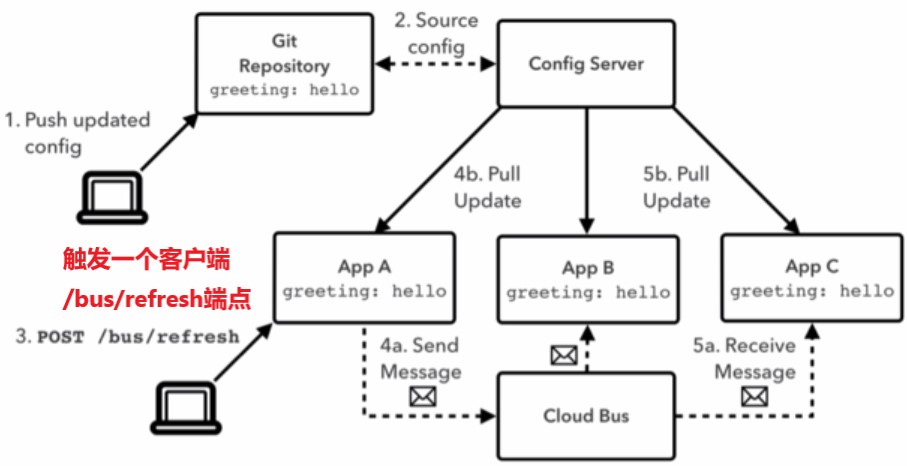 Git
Repository
greeting: hello
2. Source
config
Config Server
1. Push updated
config
4b. Pull
Update
5b. Pull
Update
触发一个客户端
/bus/refresh端点
3. POST /bus/refresh
App A
greeting: hello
App B
greeting: hello
App C
greeting: hello
4a. Send
Message
5a. Receive
Message
Cloud Bus